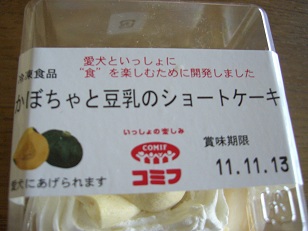 愛犬といっしょに
"食"を楽しむために開発しました
冷凍食品
かぼちゃと豆乳のショートケーキ
いっしょの楽しみ
COMIF
コミフ
賞味期限
11.11.13
愛犬にあげられます